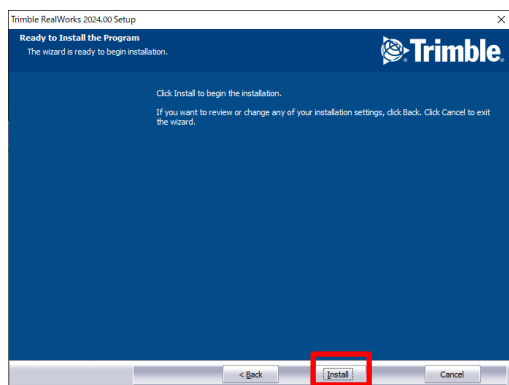 Trimble RealWorks 2024.00 Setup
Ready to Install the Program
The wizard is ready to begin installation.
Trimble.
Click Install to begin the installation.
If you want to review or change any of your installation settings, click Back. Click Cancel to exit
the wizard.
< Back Install Cancel